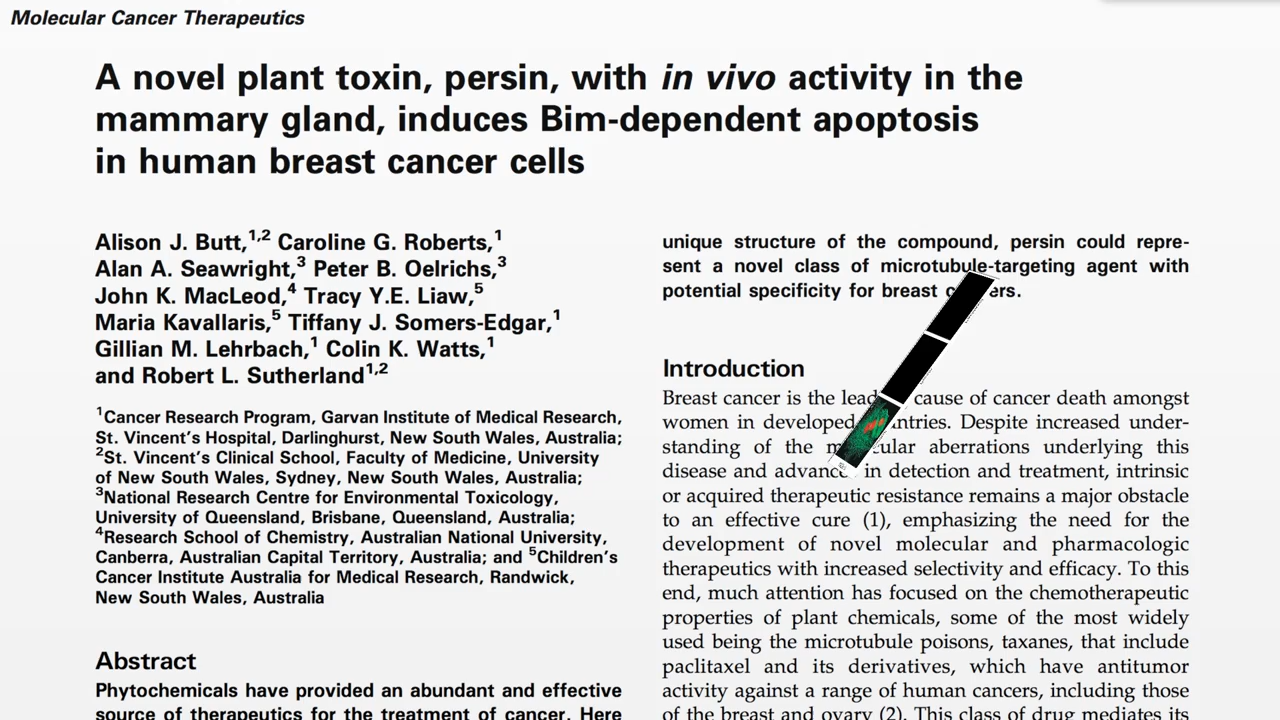 Molecular Cancer Therapeutics
A novel plant toxin, persin, with in vivo activity in the
mammary gland, induces Bim-dependent apoptosis
in human breast cancer cells
Alison J. Butt,1,2 Caroline G. Roberts,1
Alan A. Seawright,3 Peter B. Oelrichs,3
John K. MacLeod,4 Tracy Y.E. Liaw,5
Maria Kavallaris,5 Tiffany J. Somers-Edgar,1
Gillian M. Lehrbach,1 Colin K. Watts,1
and Robert L. Sutherland1,2
1Cancer Research Program, Garvan Institute of Medical Research,
St. Vincent's Hospital, Darlinghurst, New South Wales, Australia;
2St. Vincent's Clinical School, Faculty of Medicine, University
of New South Wales, Sydney, New South Wales, Australia;
3National Research Centre for Environmental Toxicology,
University of Queensland, Brisbane, Queensland, Australia;
4Research School of Chemistry, Australian National University,
Canberra, Australian Capital Territory, Australia; and 5Children's
Cancer Institute Australia for Medical Research, Randwick,
New South Wales, Australia
Abstract
Phytochemicals have provided an abundant and effective
source of therapeutics for the treatment of cancer. Here
unique structure of the compound, persin could repre-
sent a novel class of microtubule-targeting agent with
potential specificity for breast
Introduction
Breast cancer is the cause of cancer death amongst
women in developed Despite increased under-
standing of the aberrations underlying this
disease and in detection and treatment, intrinsic
or acquired therapeutic resistance remains a major obstacle
to an effective cure (1), emphasizing the need for the
development of novel molecular and pharmacologic
therapeutics with increased selectivity and efficacy. To this
end, much attention has focused on the chemotherapeutic
properties of plant chemicals, some of the most widely
used being the microtubule poisons, taxanes, that include
paclitaxel and its derivatives, which have antitumor
activity against a range of human cancers, including those
of the breast and ovary (2). This class of drug mediates its